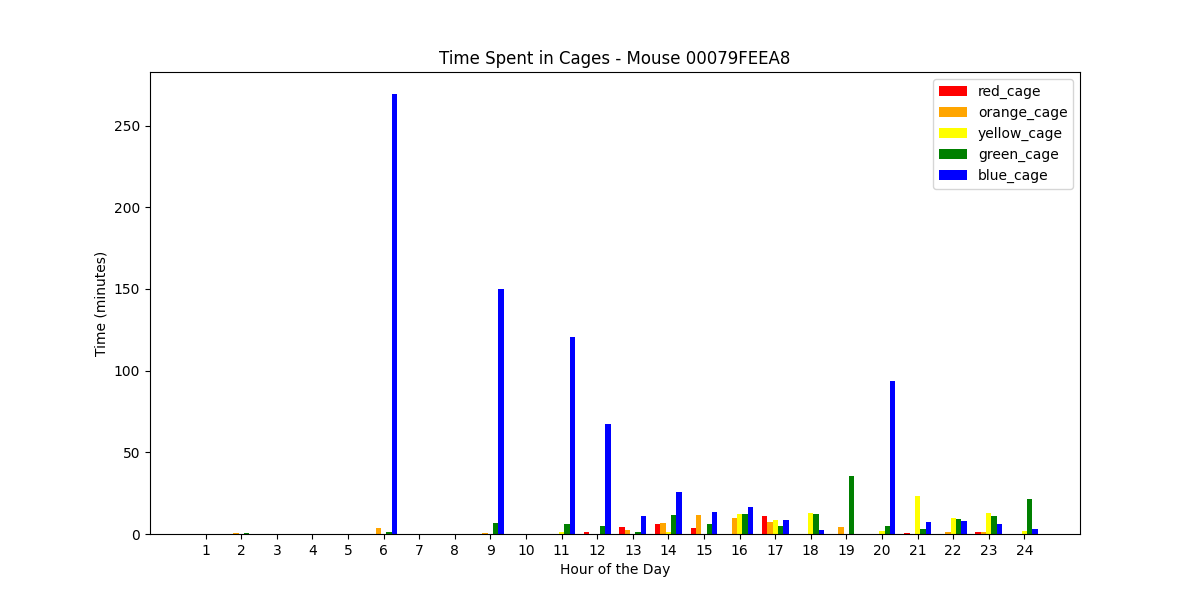 Time Spent in Cages - Mouse 00079FEEA8
red_cage
orange_cage
yellow_cage
green_cage
blue_cage
250
200
150
100
50
0
Time (minutes)
1 2 3 4 5 6 7 8 9 10 11 12 13 14 15 16 17 18 19 20 21 22 23 24
Hour of the Day